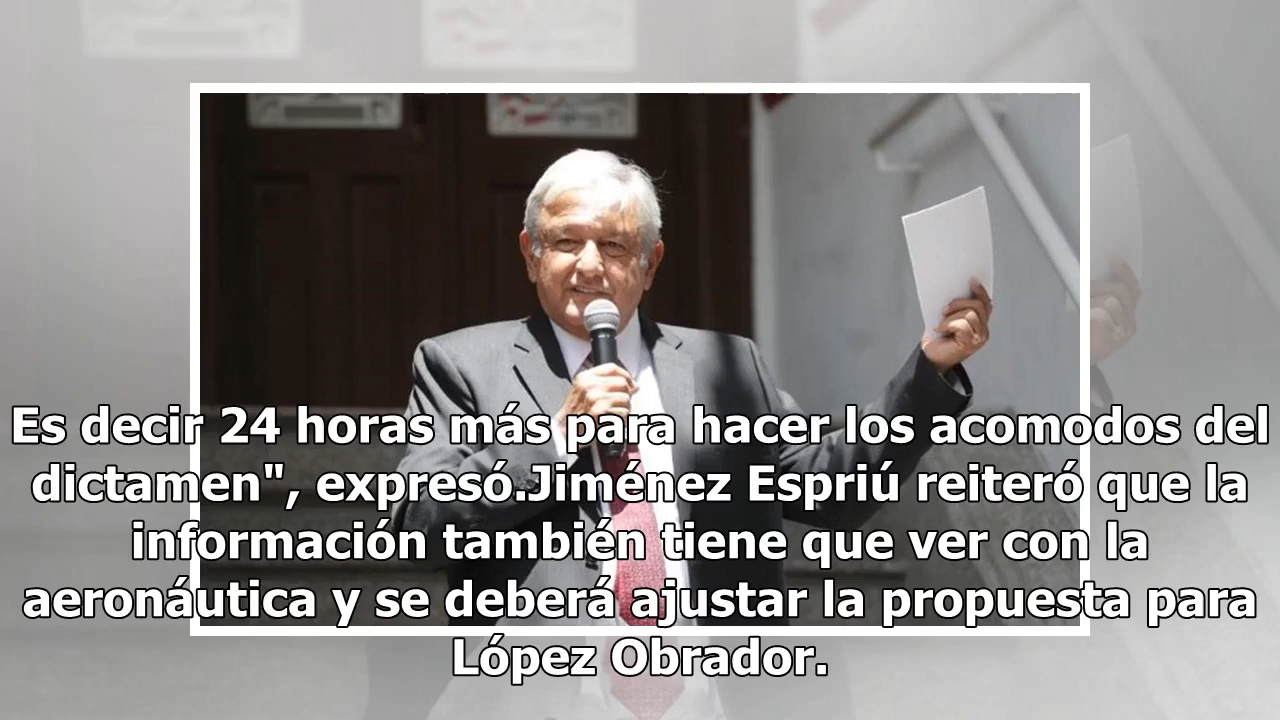 Es decir 24 horas más para hacer los acomodos del
dictamen", expresó.Jiménez Espriú reiteró que la
información también tiene que ver con la
aeronáutica y se deberá ajustar la propuesta para
López Obrador.